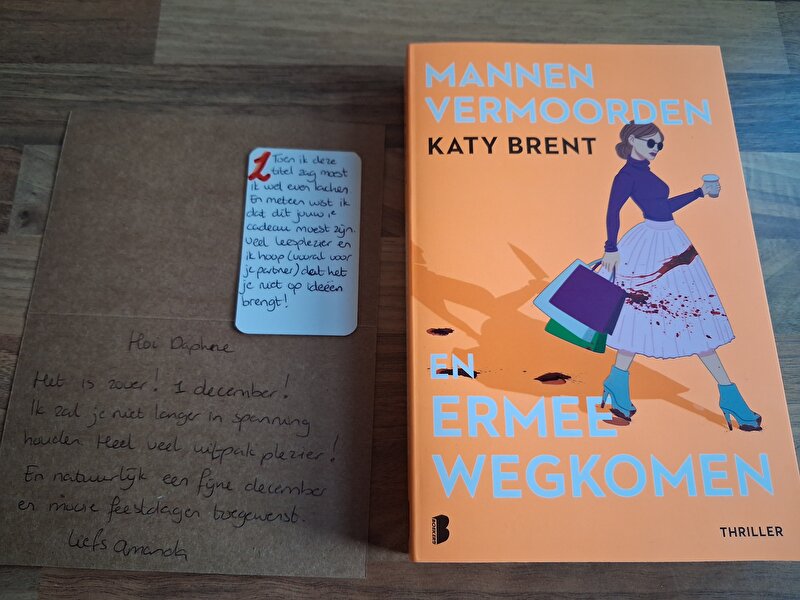 1
Toen ik deze
titel zag moest
ik wel even lachen
En meteen wist ik
dat dit jouw 1e
cadeau moest zijn.
Veel leesplezier en
ik hoop (vooral voor
je partner) dat het
je niet op ideeën
brengt!
Hoi Daphne
Het is zover! 1 december!
Ik zal je niet langer in spanning
houden. Heel veel uitpak plezier!
En natuurlijk een fijne december
en mooie feestdagen toegewenst.
Liefs Amanda
MANNEN
VERMOORDEN
KATY BRENT
EN
ERMEE
WEGKOMEN
B
BOEKERIJ
THRILLER